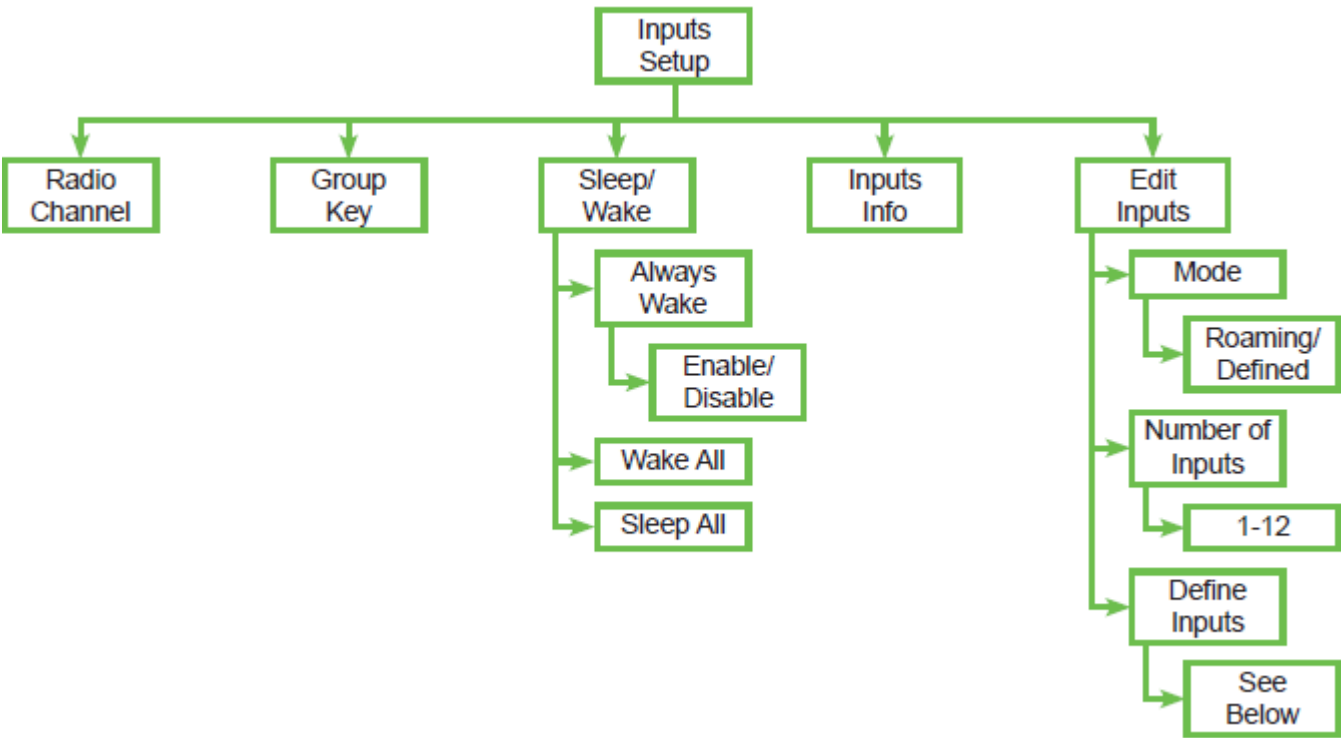 Inputs
Setup
Radio
Channel
Group
Key
Sleep/
Wake
Inputs
Info
Edit
Inputs
Always
Wake
Enable/
Disable
Wake All
Sleep All
Mode
Roaming/
Defined
Number of
Inputs
1-12
Define
Inputs
See
Below